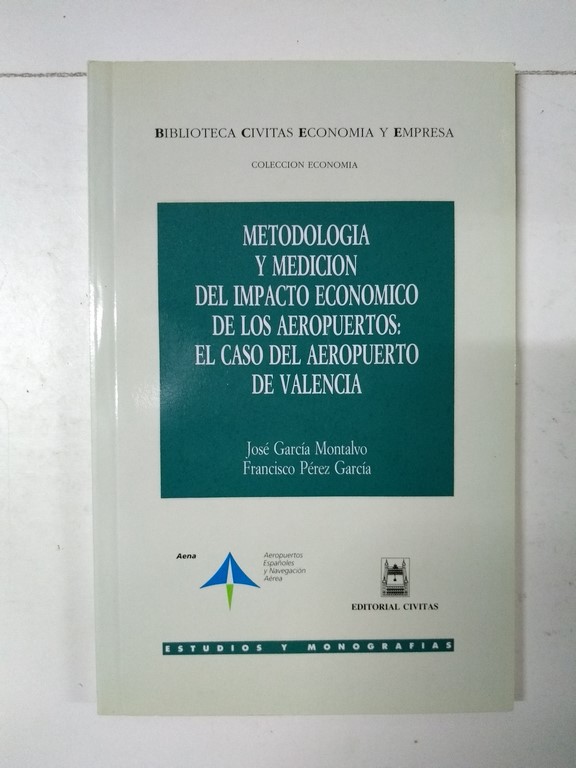 BIBLIOTECA CIVITAS ECONOMIA Y EMPRESA
COLECCION ECONOMIA
METODOLOGIA
Y MEDICION
DEL IMPACTO ECONOMICO
DE LOS AEROPUERTOS:
EL CASO DEL AEROPUERTO
DE VALENCIA
José García Montalvo
Francisco Pérez García
Aena
Aeropuertos
Españoles
y Navegación
Aérea
EDITORIAL CIVITAS
ESTUDIOS Y MONOGRAFIAS